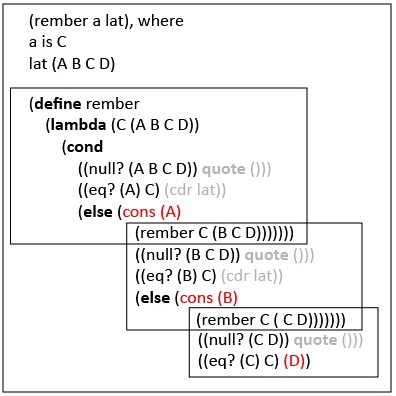 (rember a lat), where
a is C
lat (A B C D)
(define rember
(lambda (C (A B C D))
(cond
((null? (A B C D)) quote ()))
((eq? (A) C) (cdr lat))
(else (cons (A)
(rember C (B C D)))))))
((null? (B C D)) quote ()))
((eq? (B) C) (cdr lat))
(else (cons (B)
(rember C ( C D)))))))
((null? (C D)) quote ()))
((eq? (C) C) (D))